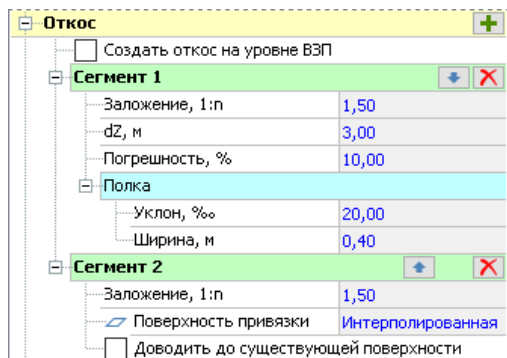 Откос
Создать откос на уровне ВЗП
Сегмент 1
Заложение, 1:n 1,50
dZ, м 3,00
Погрешность, % 10,00
Полка
Уклон, ‰ 20,00
Ширина, м 0,40
Сегмент 2
Заложение, 1:n 1,50
Поверхность привязки Интерполированная
Доводить до существующей поверхности